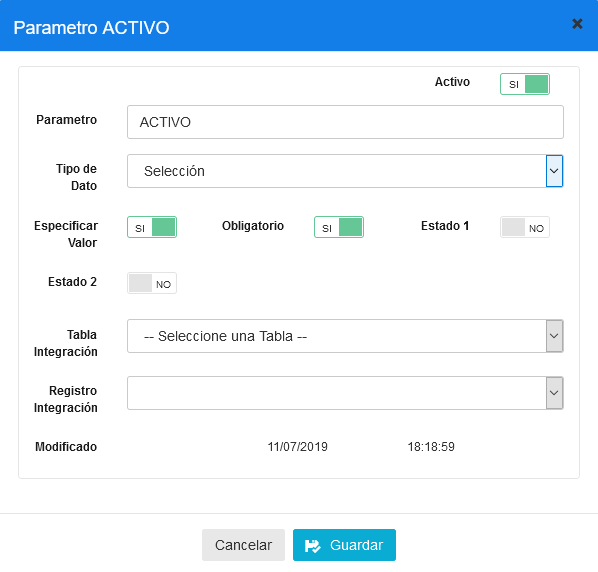 Parametro ACTIVO
Activo SI
Parametro ACTIVO
Tipo de Dato Selección
Especificar Valor SI Obligatorio SI Estado 1 NO
Estado 2 NO
Tabla Integración -- Seleccione una Tabla --
Registro Integración
Modificado 11/07/2019 18:18:59
Cancelar Guardar